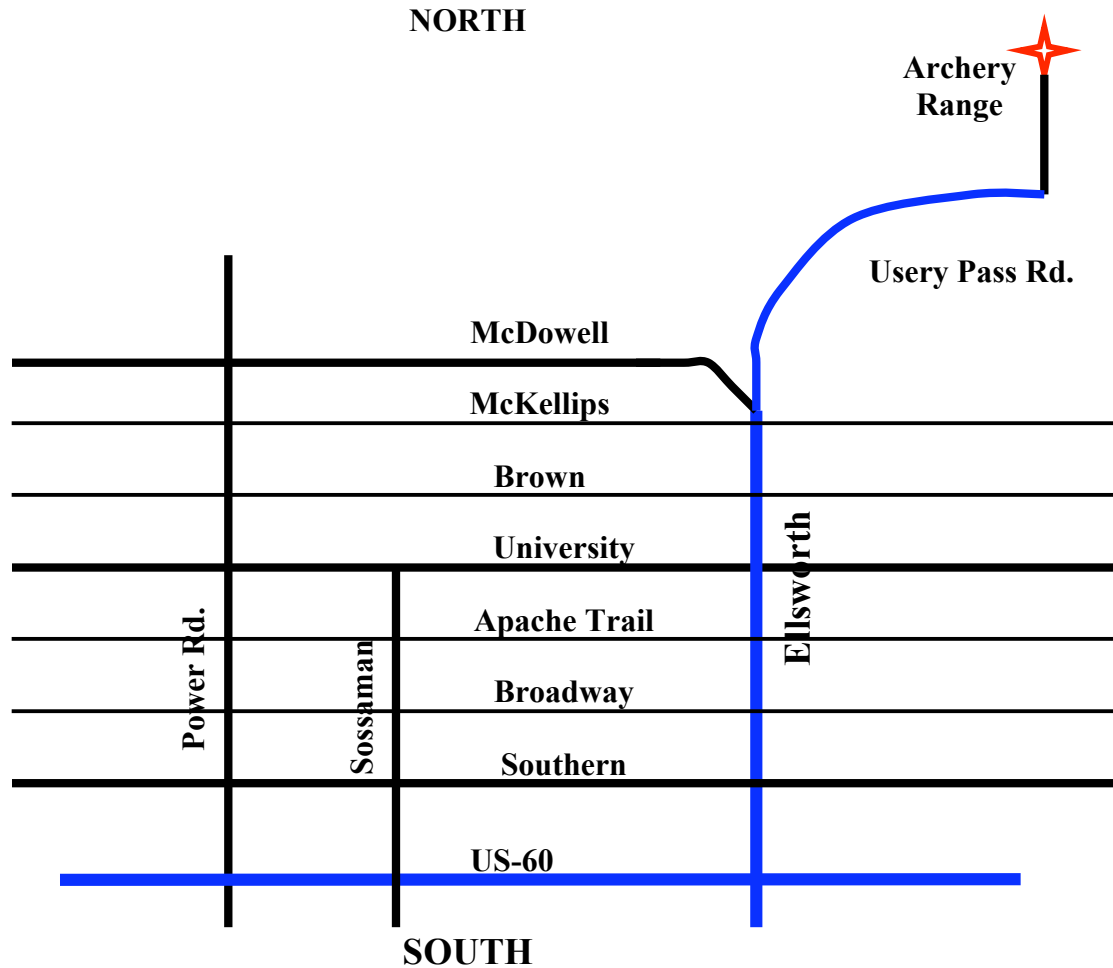 NORTH
Archery
Range
Usery Pass Rd.
McDowell
McKellips
Brown
University
Ellsworth
Apache Trail
Power Rd.
Sossaman
Broadway
Southern
US-60
SOUTH